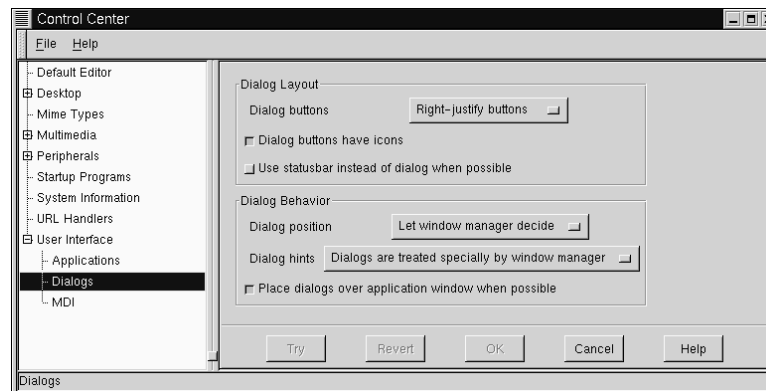 Control Center
File Help
Default Editor
Desktop
Mime Types
Multimedia
Peripherals
Startup Programs
System Information
URL Handlers
User Interface
Applications
Dialogs
MDI
Dialog Layout
Dialog buttons Right-justify buttons
Dialog buttons have icons
Use statusbar instead of dialog when possible
Dialog Behavior
Dialog position Let window manager decide
Dialog hints Dialogs are treated specially by window manager
Place dialogs over application window when possible
Try Revert OK Cancel Help
Dialogs